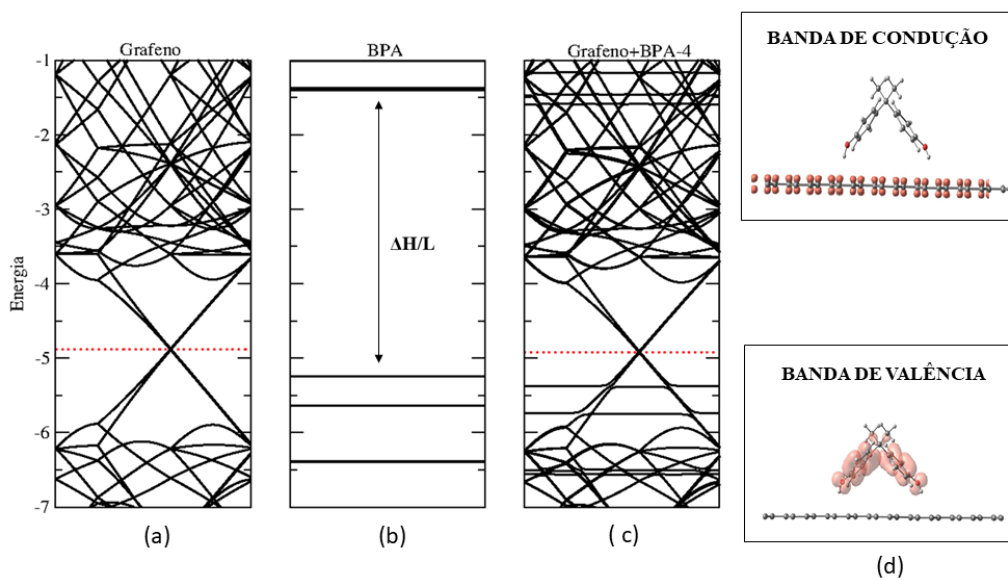 Grafeno
BPA
Grafeno+BPA-4
Energia
-1
-2
-3
-4
-5
-6
-7
ΔH/L
(a)
(b)
( c)
BANDA DE CONDUÇÃO
BANDA DE VALÊNCIA
(d)